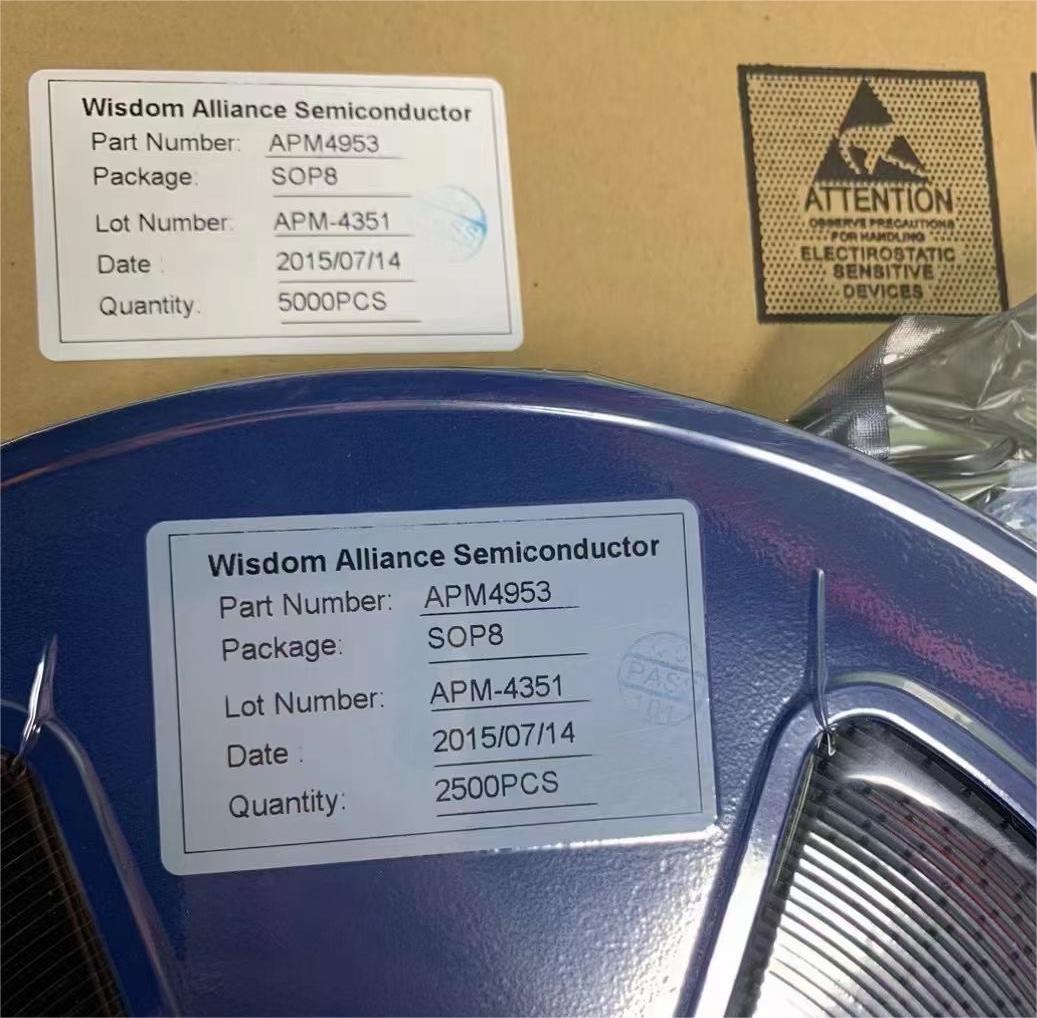 Wisdom Alliance Semiconductor
Part Number: APM4953
Package: SOP8
Lot Number: APM-4351
Date : 2015/07/14
Quantity: 5000PCS
ATTENTION
OBSERVE PRECAUTIONS
FOR HANDLING
ELECTIROSTATIC
SENSITIVE
DEVICES
Wisdom Alliance Semiconductor
Part Number: APM4953
Package: SOP8
Lot Number: APM-4351
Date : 2015/07/14
Quantity: 2500PCS
PAS